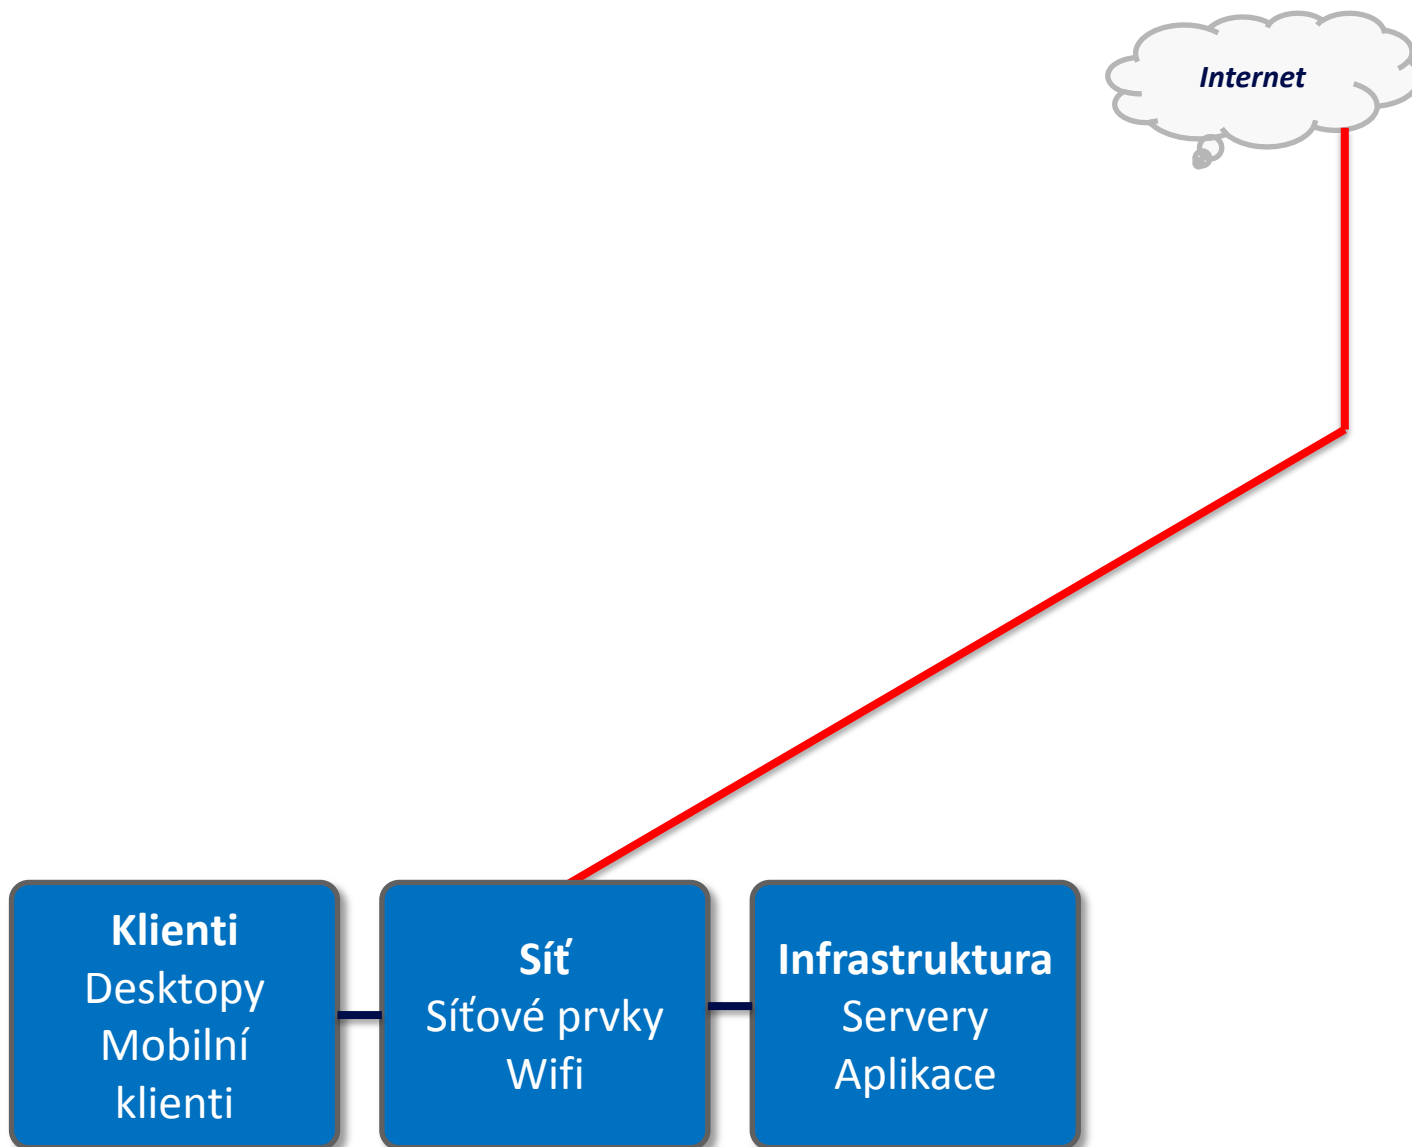 Internet
Klienti
Desktopy
Mobilní
klienti
Síť
Síťové prvky
Wifi
Infrastruktura
Servery
Aplikace